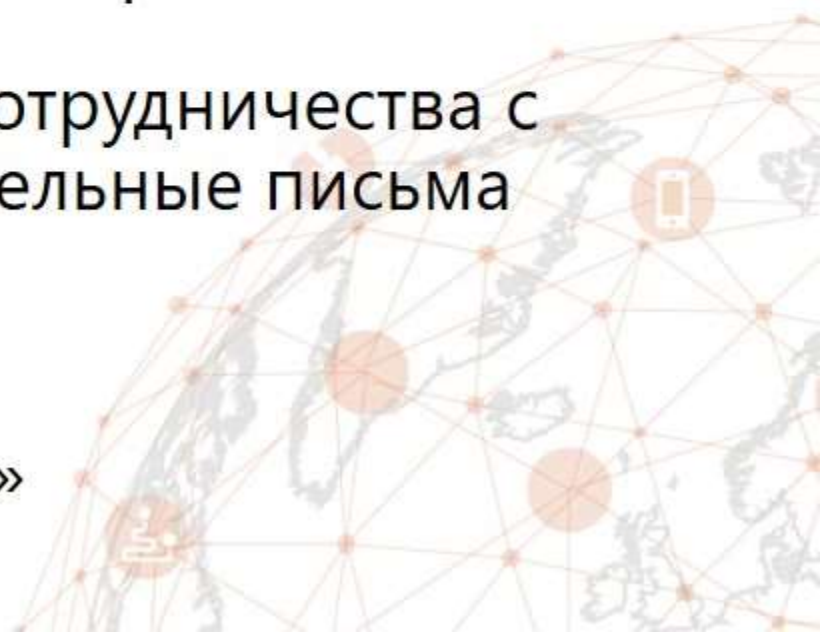 отрудничества с
ельные письма
»